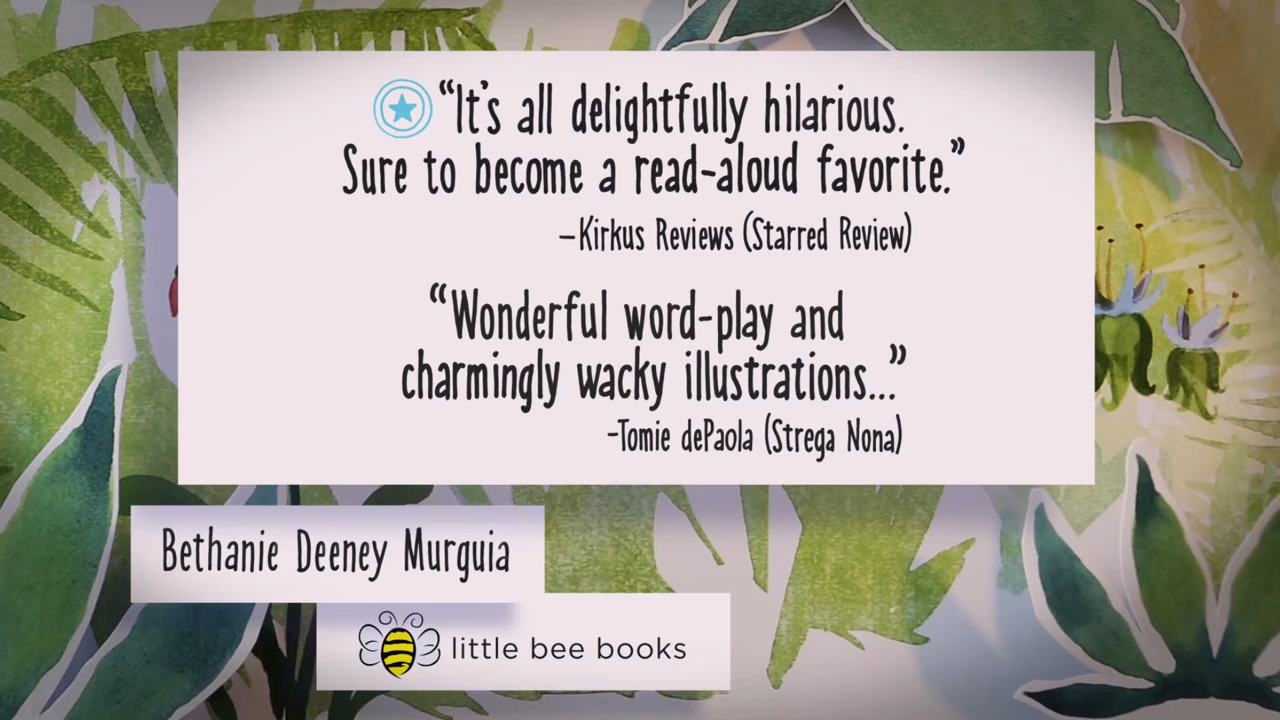 “It's all delightfully hilarious.
Sure to become a read-aloud favorite.”
–Kirkus Reviews (Starred Review)
“Wonderful word-play and
charmingly wacky illustrations...”
-Tomie dePaola (Strega Nona)
Bethanie Deeney Murguia
little bee books